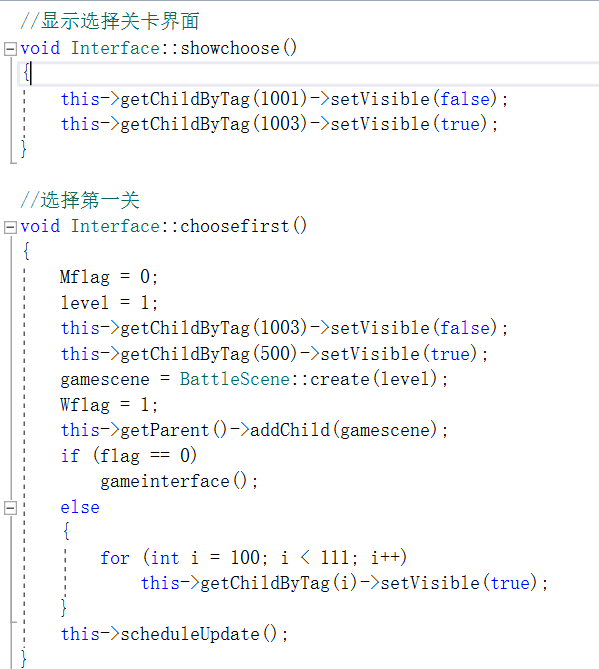 //显示选择关卡界面
void Interface::showchoose()
{
    this->getChildByTag(1001)->setVisible(false);
    this->getChildByTag(1003)->setVisible(true);
}

//选择第一关
void Interface::choosefirst()
{
    Mflag = 0;
    level = 1;
    this->getChildByTag(1003)->setVisible(false);
    this->getChildByTag(500)->setVisible(true);
    gamescene = BattleScene::create(level);
    Wflag = 1;
    this->getParent()->addChild(gamescene);
    if (flag == 0)
        gameinterface();
    else
    {
        for (int i = 100; i < 111; i++)
            this->getChildByTag(i)->setVisible(true);
    }
    this->scheduleUpdate();
}